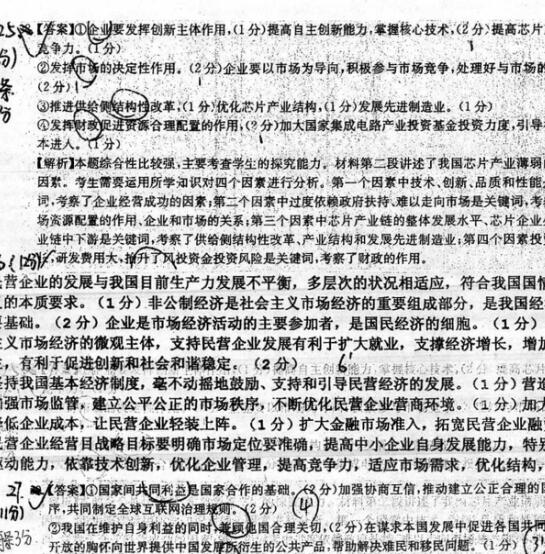 25
【答案】①企业要发挥创新主体作用,(1分)提高自主创新能力,掌握核心技术,(2分)提高芯片
竞争力。(1分)
②发挥市场的决定性作用。(2分)企业要以市场为导向,积极参与市场竞争,处理好与市场的
(2分)
③推进供给侧结构性改革,(1分)优化芯片产业结构,(1分)发展先进制造业。(1分)
④发挥财政促进资源合理配置的作用,(2分)加大国家集成电路产业投资基金投资力度,引导
本进入。(1分)
【解析】本题综合性比较强,主要考查学生的探究能力。材料第二段讲述了我国芯片产业薄弱
因素。考生需要运用所学知识对四个因素进行分析。第一个因素中技术、创新、品质和性能
词,考察了企业经营成功的因素;第二个因素中过度依赖政府扶持、难以走向市场是关键词,考
场资源配置的作用、企业和市场的关系;第三个因素中芯片产业链的整体发展水平、芯片企业
业链中下游是关键词,考察了供给侧结构性改革、产业结构和发展先进制造业;第四个因素投
长、研发费用大,抬升了风投资金投资风险是关键词,考察了财政的作用。
营企业的发展与我国目前生产力发展不平衡,多层次的状况相适应,符合我国国
的本质要求。(1分)非公制经济是社会主义市场经济的重要组成部分,是我国经
要基础。(2分)企业是市场经济活动的主要参加者,是国民经济的细胞。(1分)
主义市场经济的微观主体,支持民营企业发展有利于扩大就业,支撑经济增长,增加
,有利于促进创新和社会和谐稳定。(2分) 6'
持我国基本经济制度,毫不动摇地鼓励、支持和引导民营经济的发展。(1分)营造
加强市场监管,建立公平公正的市场秩序,不断优化民营企业营商环境。(1分)加大
低企业成本,让民营企业轻装上阵。(1分)扩大金融市场准入,拓宽民营企业融
营企业经营目战略目标要明确市场定位要准确,提高中小企业自身发展能力,特别
动能力,依靠技术创新,优化企业管理,提高竞争力,适应市场需求,优化结构,
27
【答案】①国家间共同利益是国家合作的基础。(2分)加强协商互信,推动建立公正合理的
序,共同制定全球互联网治理规则。(2分) ④
②我国在维护自身利益的同时,兼顾他国合理关切,(2分)在谋求本国发展中促进各国共同
开放的胸怀向世界提供中国发展所衍生的公共产品,帮助解决难民和移民问题。(1分)